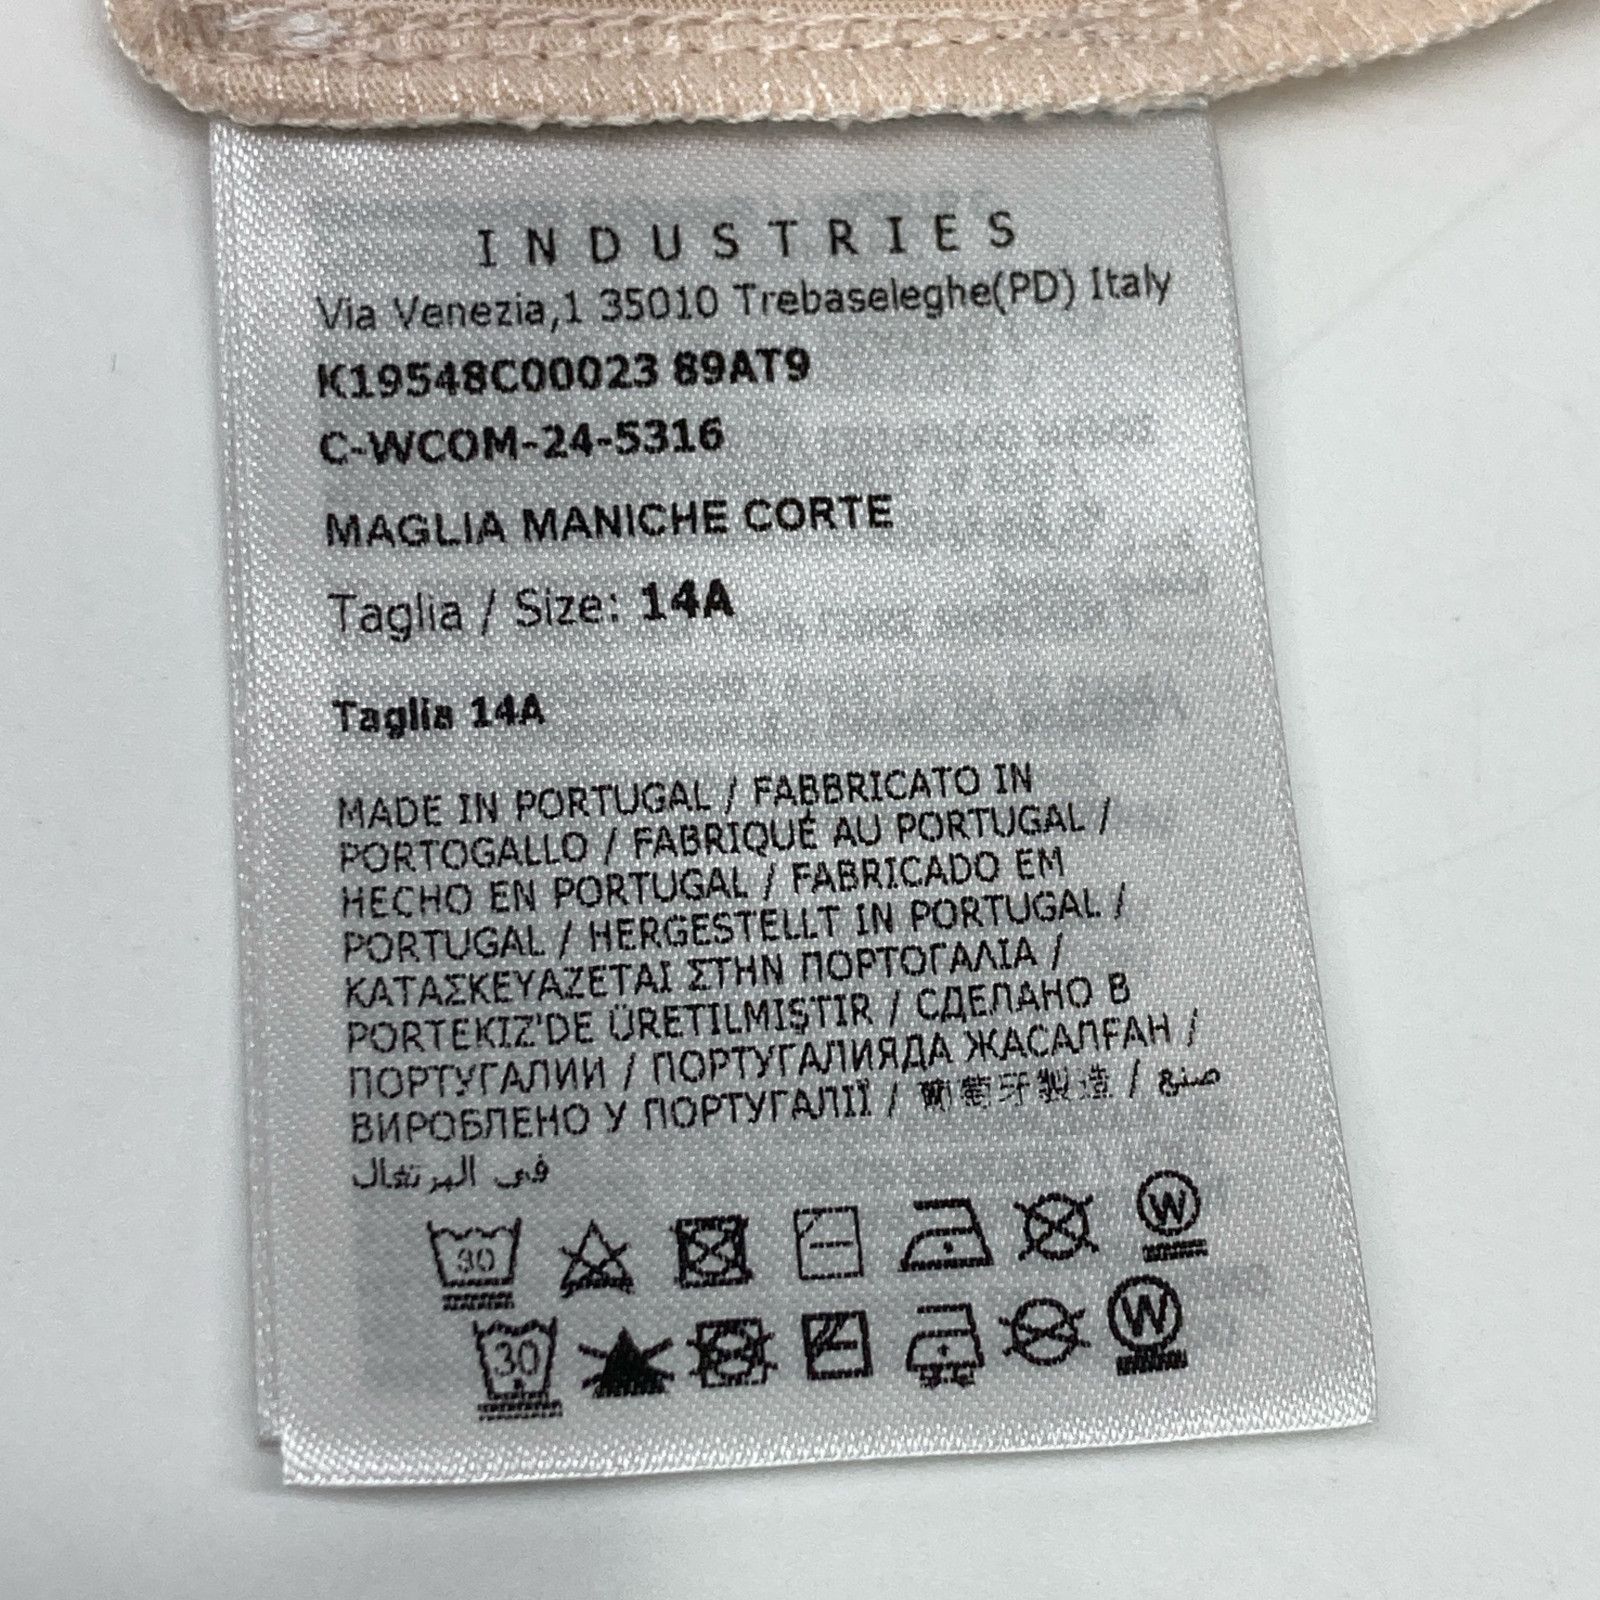 INDUSTRIES
Via Venezia,1 35010 Trebaseleghe(PD) Italy
K19548C00023 89AT9
C-WCOM-24-5316
MAGLIA MANICHE CORTE
Taglia / Size: 14A
Taglia 14A
MADE IN PORTUGAL / FABBRICATO IN
PORTOGALLO / FABRIQUÉ AU PORTUGAL /
HECHO EN PORTUGAL / FABRICADO EM
PORTUGAL / HERGESTELLT IN PORTUGAL /
ΚΑΤΑΣΚΕΥΑΖΕΤΑΙ ΣΤΗΝ ΠΟΡΤΟΓΑΛΙΑ /
PORTEKIZ'DE ÜRETILMIŞTIR / СДЕЛАНО В
ПОРТУГАЛИИ / ПОРТУГАЛИЯДА ЖАСАЛҒАН /
ВИРОБЛЕНО У ПОРТУГАЛІЇ / 葡萄牙製造 / صنع
في البرتغال
30 W
30 W